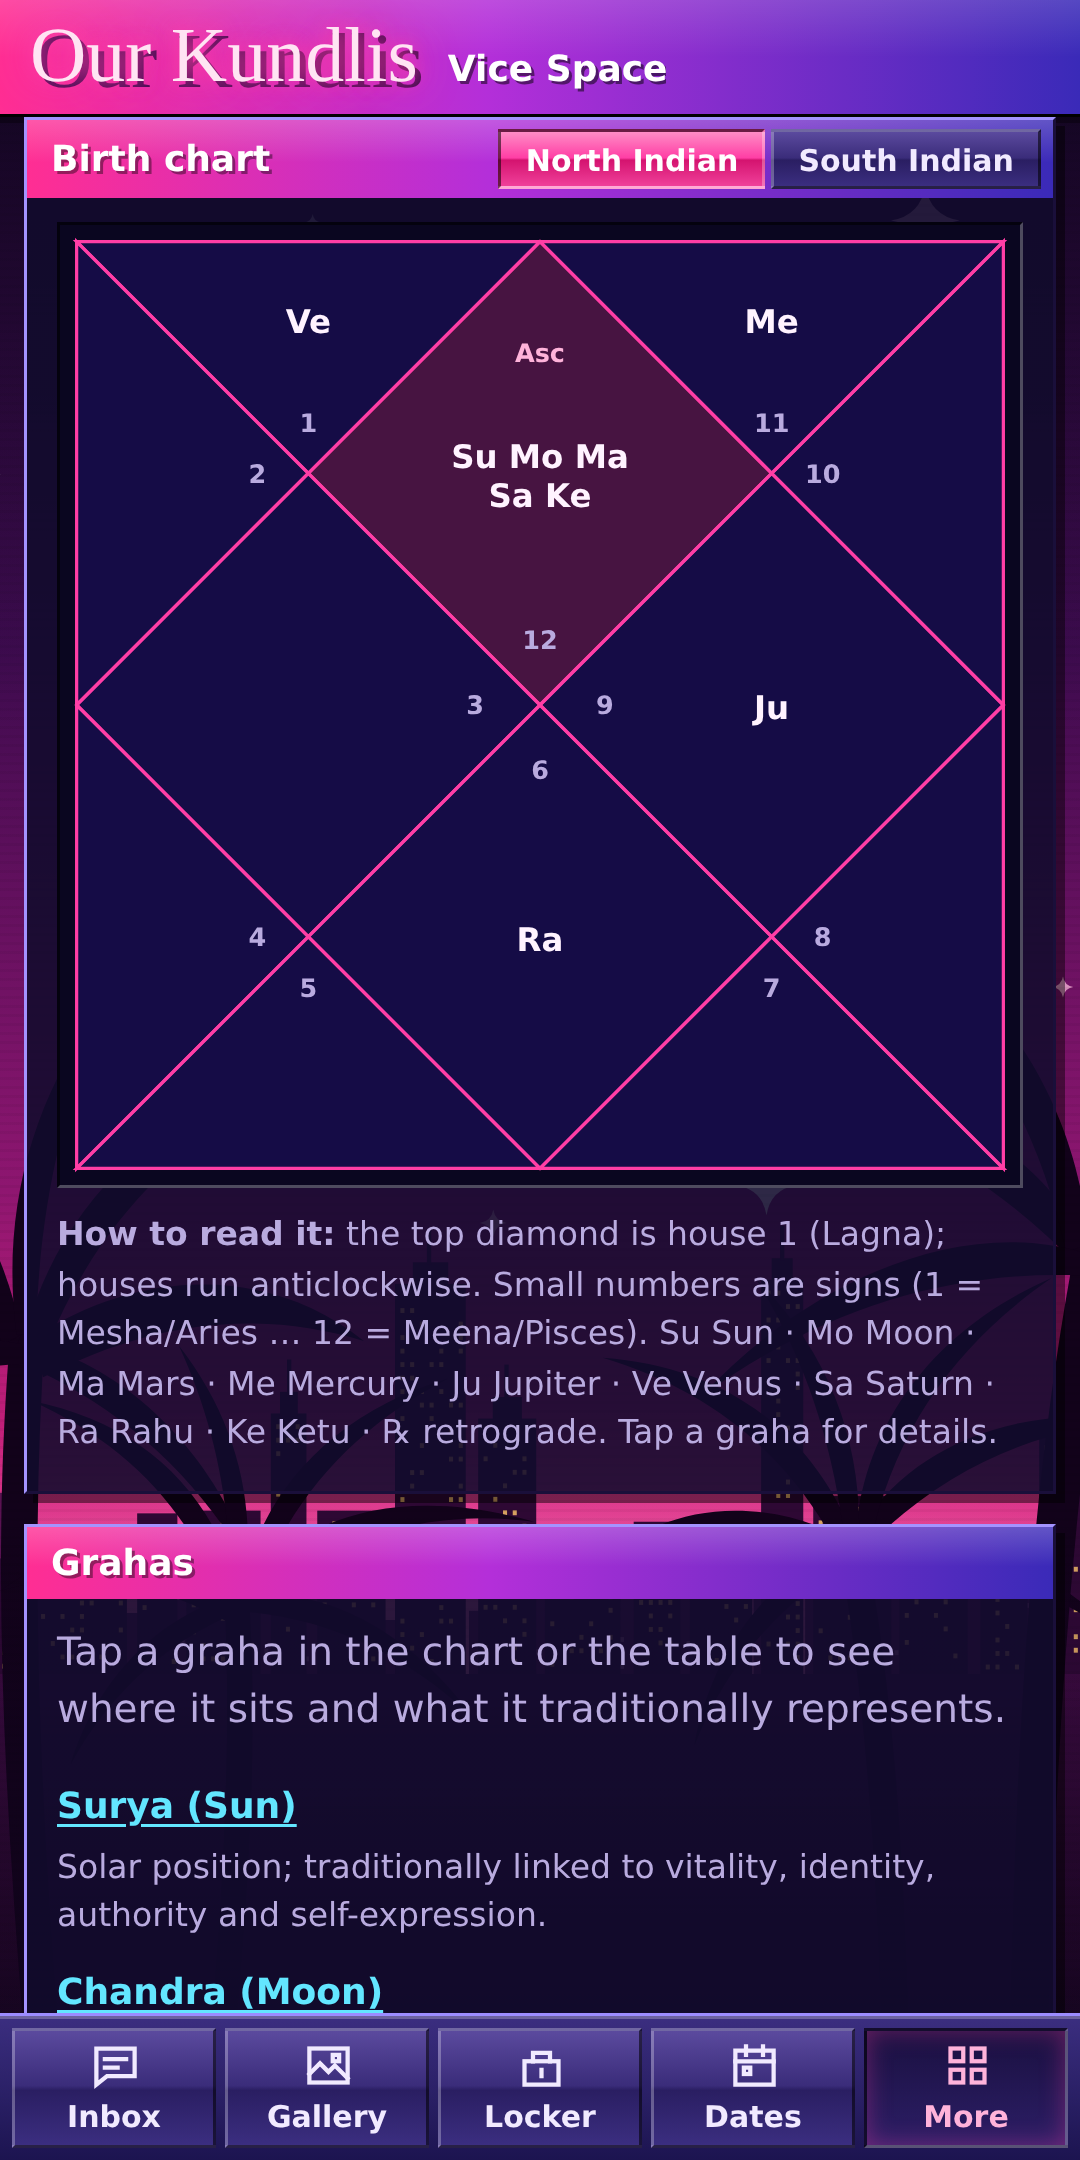 Our Kundlis Vice Space
Birth chart North Indian South Indian
Ve Me
Asc
1 11
2 10
Su Mo Ma
Sa Ke
12
3 9 Ju
6
4 Ra 8
5 7
How to read it: the top diamond is house 1 (Lagna);
houses run anticlockwise. Small numbers are signs (1 =
Mesha/Aries … 12 = Meena/Pisces). Su Sun · Mo Moon ·
Ma Mars · Me Mercury · Ju Jupiter · Ve Venus · Sa Saturn ·
Ra Rahu · Ke Ketu · ℞ retrograde. Tap a graha for details.
Grahas
Tap a graha in the chart or the table to see
where it sits and what it traditionally represents.
Surya (Sun)
Solar position; traditionally linked to vitality, identity,
authority and self-expression.
Chandra (Moon)
Inbox Gallery Locker Dates More